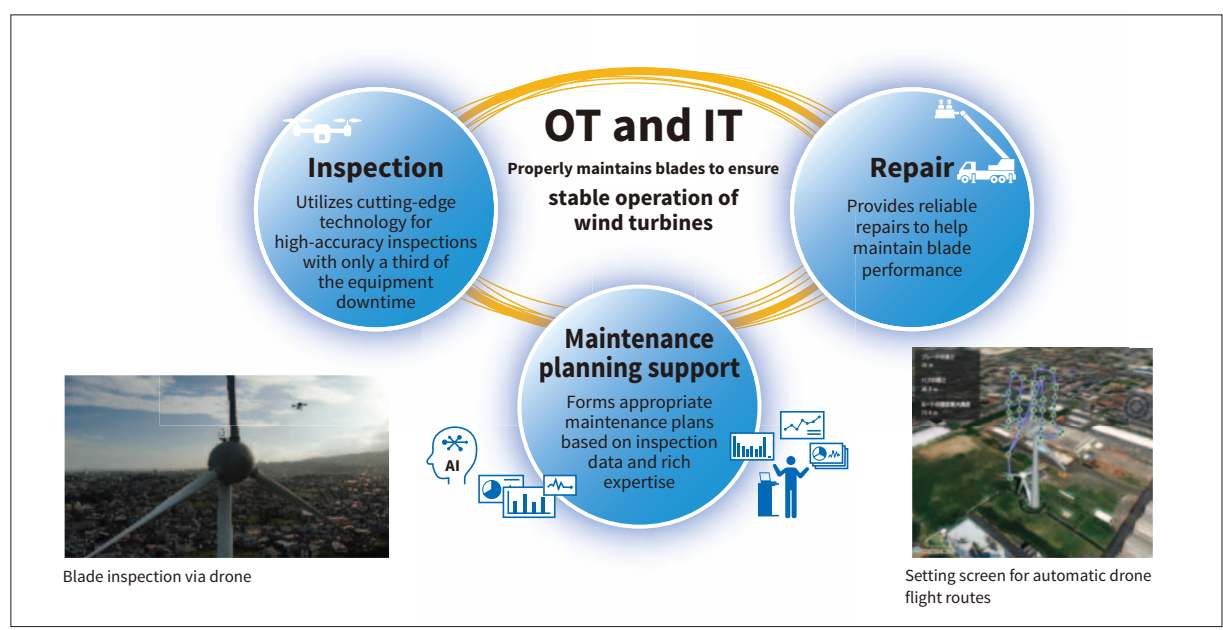 OT and IT
Properly maintains blades to ensure
stable operation of
wind turbines
Inspection
Utilizes cutting-edge
technology for
high-accuracy inspections
with only a third of
the equipment
downtime
Repair
Provides reliable
repairs to help
maintain blade
performance
Maintenance
planning support
Forms appropriate
maintenance plans
based on inspection
data and rich
expertise
AI
Blade inspection via drone
Setting screen for automatic drone
flight routes